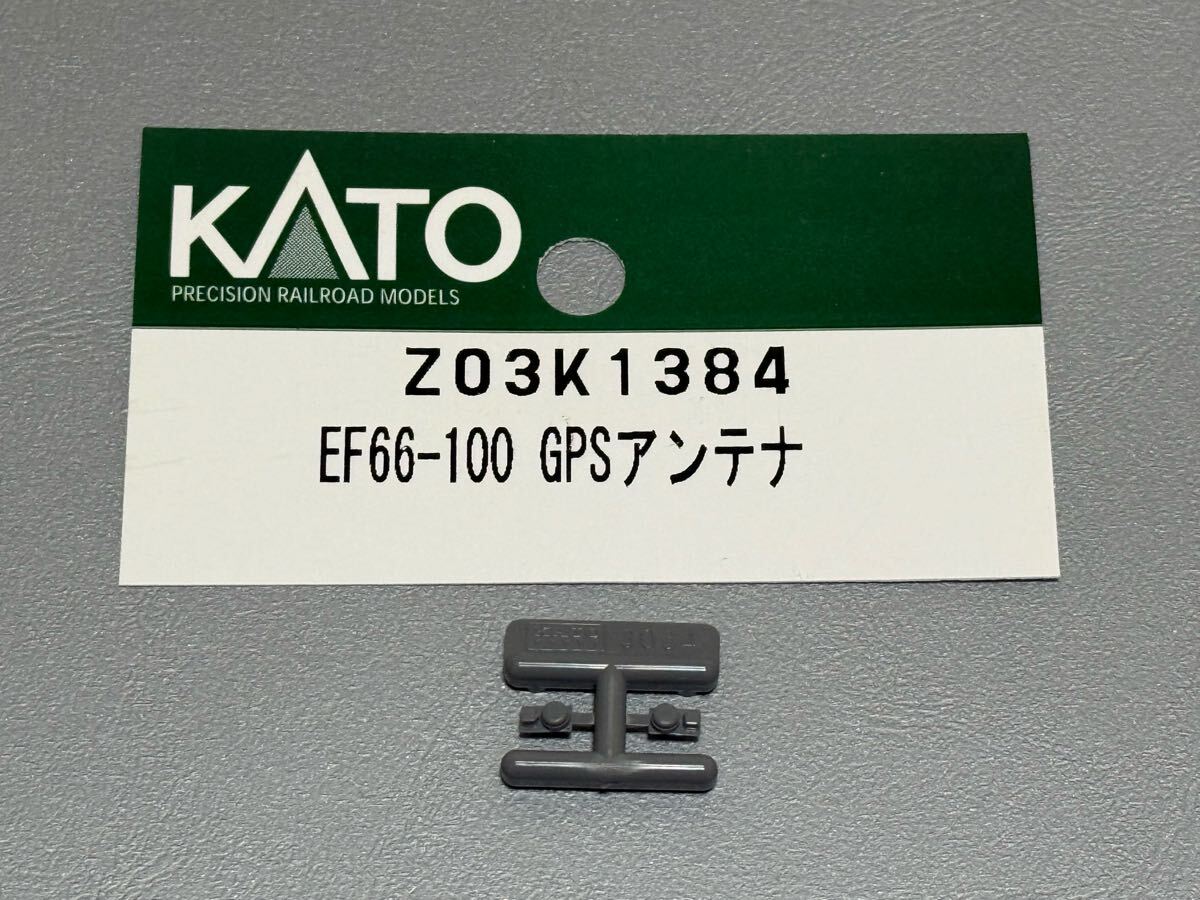 KATO
PRECISION RAILROAD MODELS
Z03K1384
EF66-100 GPSアンテナ